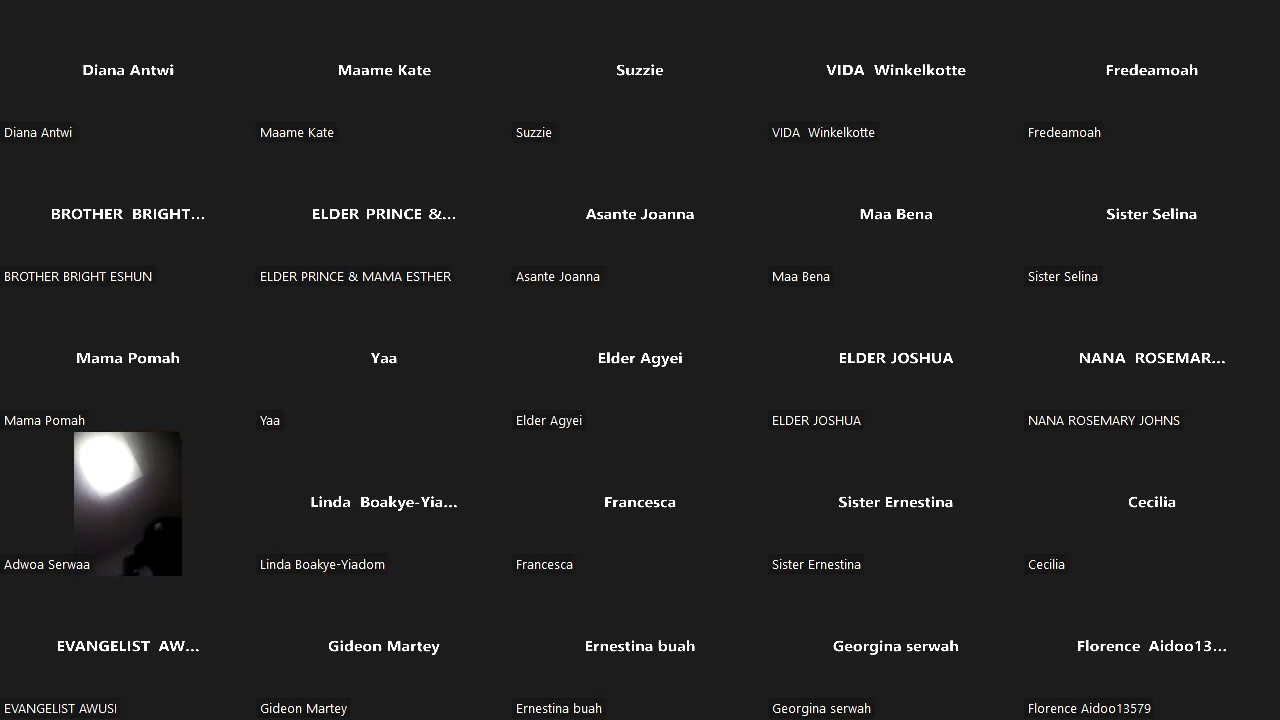 Diana Antwi
Maame Kate
Suzzie
VIDA Winkelkotte
Fredeamoah
Diana Antwi
Maame Kate
Suzzie
VIDA Winkelkotte
Fredeamoah
BROTHER BRIGHT...
ELDER PRINCE &...
Asante Joanna
Maa Bena
Sister Selina
BROTHER BRIGHT ESHUN
ELDER PRINCE & MAMA ESTHER
Asante Joanna
Maa Bena
Sister Selina
Mama Pomah
Yaa
Elder Agyei
ELDER JOSHUA
NANA ROSEMAR...
Mama Pomah
Yaa
Elder Agyei
ELDER JOSHUA
NANA ROSEMARY JOHNS
Linda Boakye-Yia...
Francesca
Sister Ernestina
Cecilia
Adwoa Serwaa
Linda Boakye-Yiadom
Francesca
Sister Ernestina
Cecilia
EVANGELIST AW...
Gideon Martey
Ernestina buah
Georgina serwah
Florence Aidoo13...
EVANGELIST AWUSI
Gideon Martey
Ernestina buah
Georgina serwah
Florence Aidoo13579